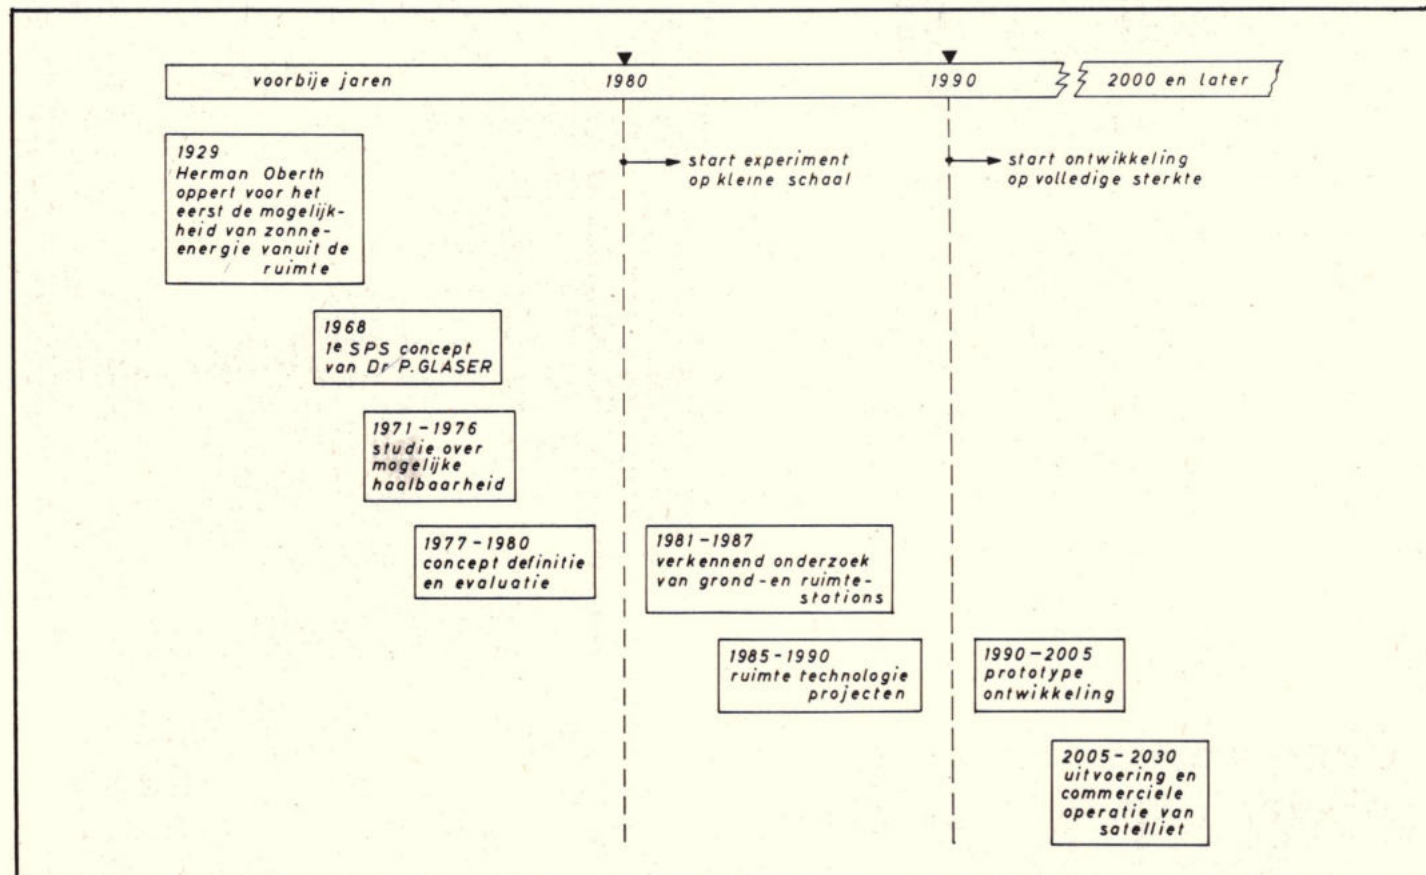 voorbije jaren 1980 1990 2000 en later
start experiment
op kleine schaal
start ontwikkeling
op volledige sterkte
1929
Herman Oberth
oppert voor het
eerst de mogelijk-
heid van zonne-
energie vanuit de
ruimte
1968
1e SPS concept
van Dr P. GLASER
1971-1976
studie over
mogelijke
haalbaarheid
1977-1980
concept definitie
en evaluatie
1981-1987
verkennend onderzoek
van grond-en ruimte-
stations
1985-1990
ruimte technologie
projecten
1990-2005
prototype
ontwikkeling
2005-2030
uitvoering en
commerciele
operatie van
satelliet